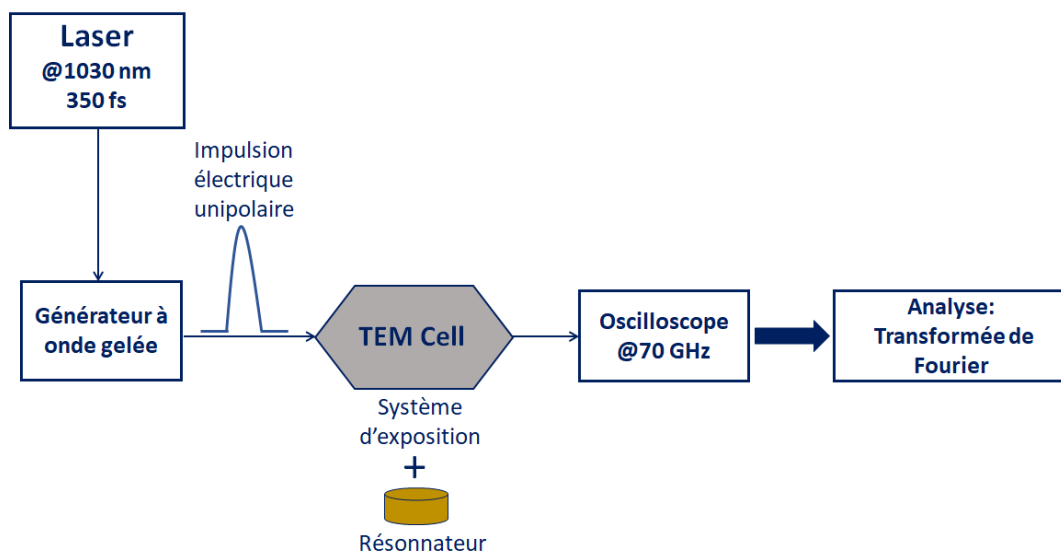 Laser
@1030 nm
350 fs
Impulsion
électrique
unipolaire
Générateur à
onde gelée
TEM Cell
Oscilloscope
@70 GHz
Analyse:
Transformée de
Fourier
Système
d'exposition
+
Résonnateur